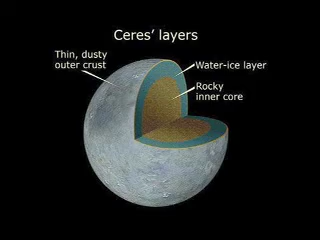 Ceres' layers
Thin, dusty
outer crust
Water-ice layer
Rocky
inner core